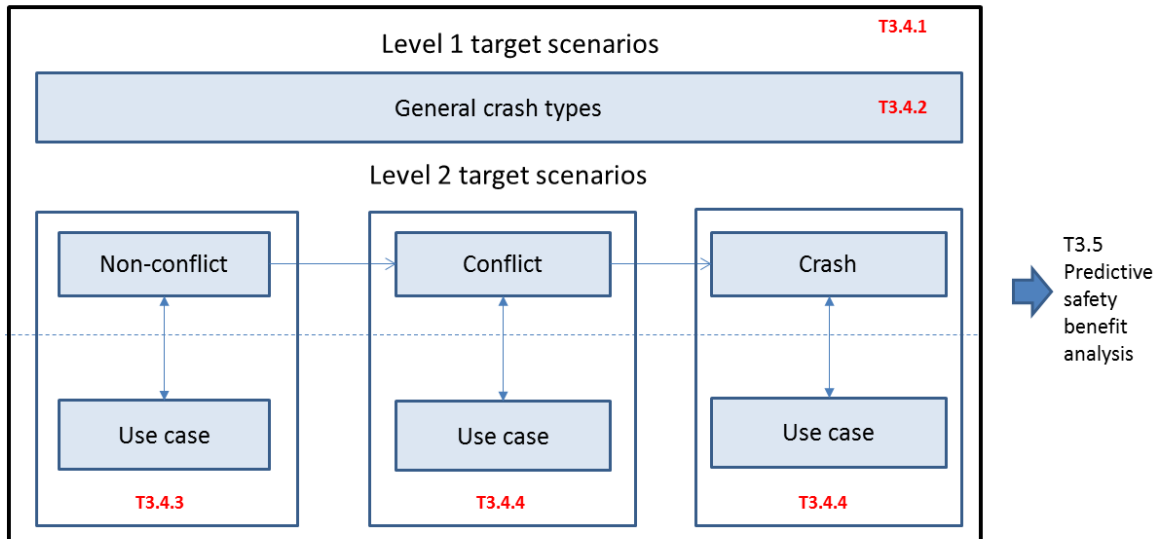 T3.4.1
Level 1 target scenarios
General crash types
T3.4.2
Level 2 target scenarios
Non-conflict
Conflict
Crash
Use case
Use case
Use case
T3.4.3
T3.4.4
T3.4.4
T3.5
Predictive
safety
benefit
analysis